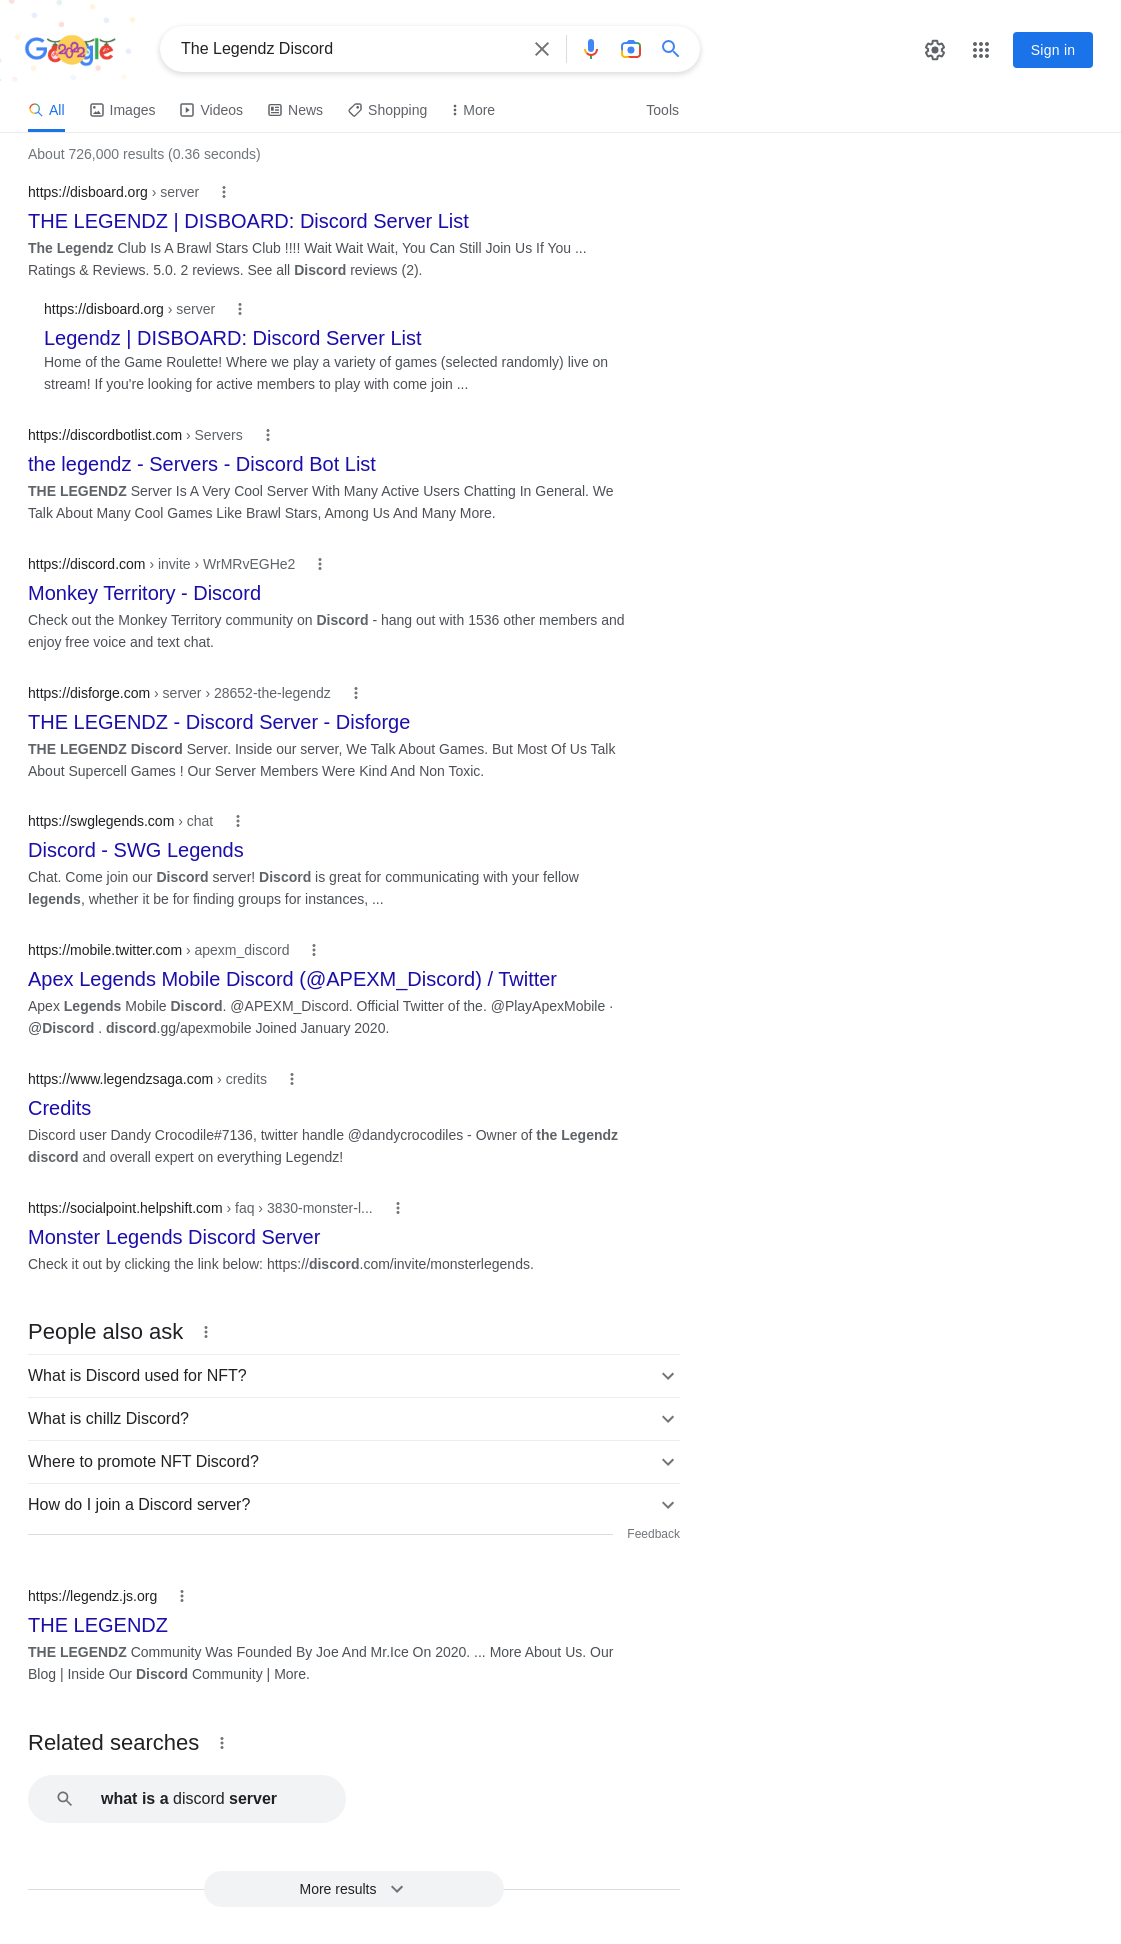 Google
The Legendz Discord
Sign in
All
Images
Videos
News
Shopping
More
Tools
About 726,000 results (0.36 seconds)
https://disboard.org › server
THE LEGENDZ | DISBOARD: Discord Server List
The Legendz Club Is A Brawl Stars Club !!!! Wait Wait Wait, You Can Still Join Us If You ...
Ratings & Reviews. 5.0. 2 reviews. See all Discord reviews (2).
https://disboard.org › server
Legendz | DISBOARD: Discord Server List
Home of the Game Roulette! Where we play a variety of games (selected randomly) live on
stream! If you're looking for active members to play with come join ...
https://discordbotlist.com › Servers
the legendz - Servers - Discord Bot List
THE LEGENDZ Server Is A Very Cool Server With Many Active Users Chatting In General. We
Talk About Many Cool Games Like Brawl Stars, Among Us And Many More.
https://discord.com › invite › WrMRvEGHe2
Monkey Territory - Discord
Check out the Monkey Territory community on Discord - hang out with 1536 other members and
enjoy free voice and text chat.
https://disforge.com › server › 28652-the-legendz
THE LEGENDZ - Discord Server - Disforge
THE LEGENDZ Discord Server. Inside our server, We Talk About Games. But Most Of Us Talk
About Supercell Games ! Our Server Members Were Kind And Non Toxic.
https://swglegends.com › chat
Discord - SWG Legends
Chat. Come join our Discord server! Discord is great for communicating with your fellow
legends, whether it be for finding groups for instances, ...
https://mobile.twitter.com › apexm_discord
Apex Legends Mobile Discord (@APEXM_Discord) / Twitter
Apex Legends Mobile Discord. @APEXM_Discord. Official Twitter of the. @PlayApexMobile ·
@Discord . discord.gg/apexmobile Joined January 2020.
https://www.legendzsaga.com › credits
Credits
Discord user Dandy Crocodile#7136, twitter handle @dandycrocodiles - Owner of the Legendz
discord and overall expert on everything Legendz!
https://socialpoint.helpshift.com › faq › 3830-monster-l...
Monster Legends Discord Server
Check it out by clicking the link below: https://discord.com/invite/monsterlegends.
People also ask
What is Discord used for NFT?
What is chillz Discord?
Where to promote NFT Discord?
How do I join a Discord server?
Feedback
https://legendz.js.org
THE LEGENDZ
THE LEGENDZ Community Was Founded By Joe And Mr.Ice On 2020. ... More About Us. Our
Blog | Inside Our Discord Community | More.
Related searches
what is a discord server
More results